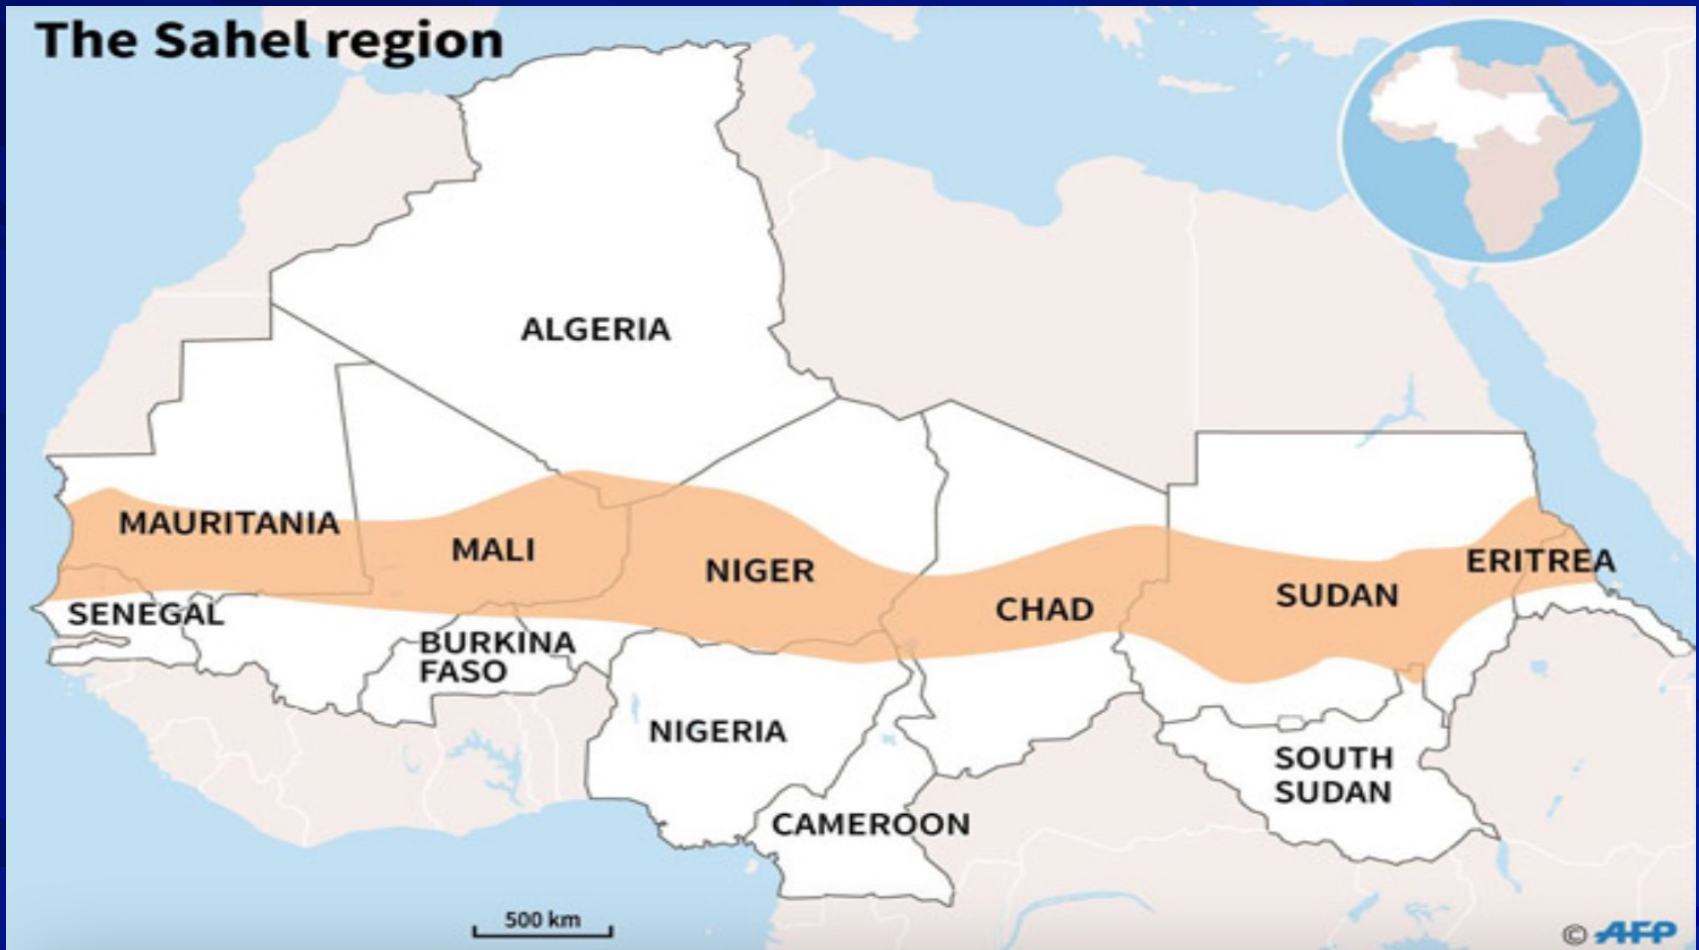 The Sahel region
ALGERIA
MAURITANIA
MALI
NIGER
CHAD
SUDAN
ERITREA
SENEGAL
BURKINA
FASO
NIGERIA
CAMEROON
SOUTH
SUDAN
500 km
© AFP